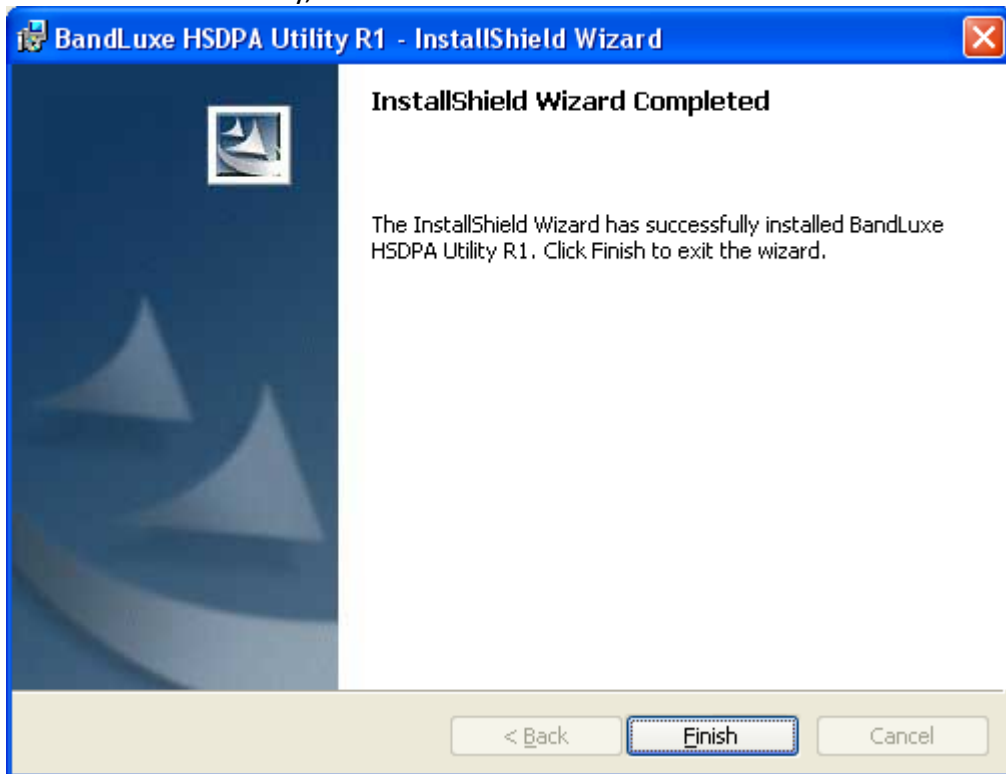 BandLuxe HSDPA Utility R1 - InstallShield Wizard
InstallShield Wizard Completed
The InstallShield Wizard has successfully installed BandLuxe
HSDPA Utility R1. Click Finish to exit the wizard.
< Back Finish Cancel